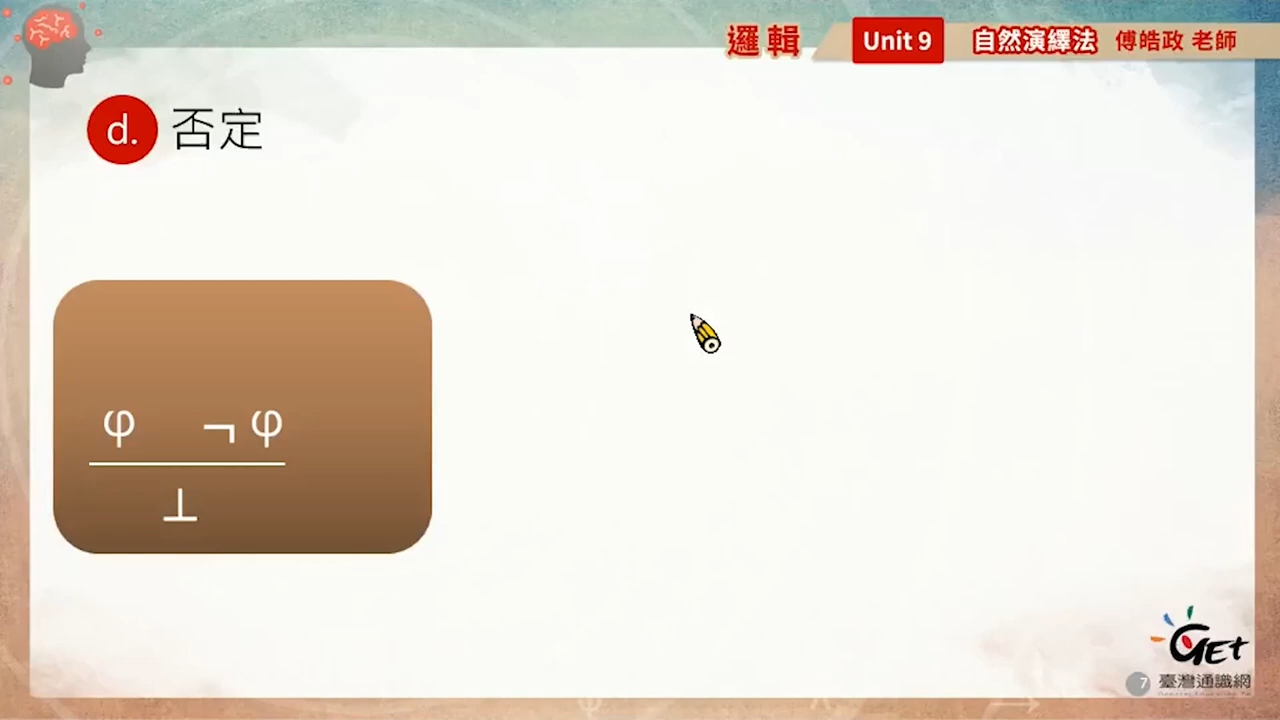 邏輯 Unit 9 自然演繹法 傅皓政 老師
d. 否定
φ ¬ φ
⊥
GET
7 臺灣通識網